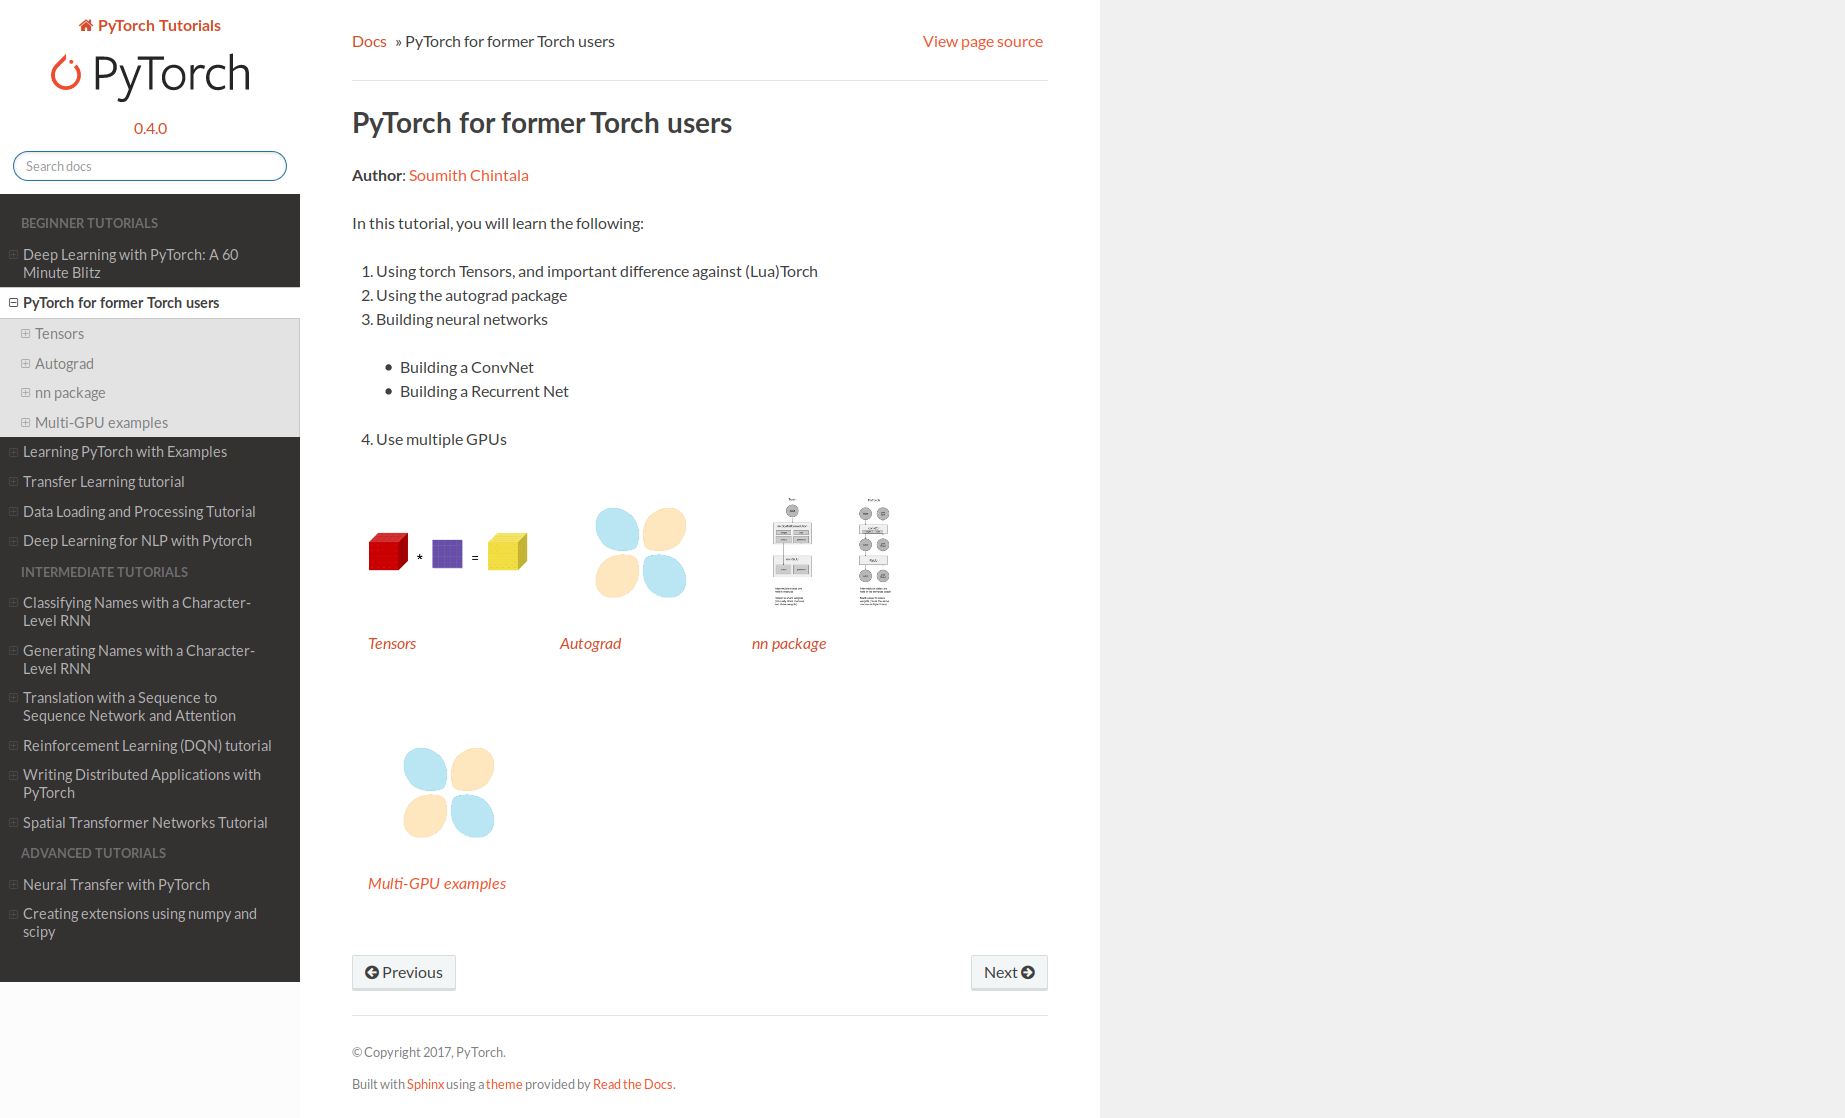 PyTorch Tutorials
PyTorch
0.4.0
Search docs
BEGINNER TUTORIALS
Deep Learning with PyTorch: A 60
Minute Blitz
PyTorch for former Torch users
Tensors
Autograd
nn package
Multi-GPU examples
Learning PyTorch with Examples
Transfer Learning tutorial
Data Loading and Processing Tutorial
Deep Learning for NLP with Pytorch
INTERMEDIATE TUTORIALS
Classifying Names with a Character-
Level RNN
Generating Names with a Character-
Level RNN
Translation with a Sequence to
Sequence Network and Attention
Reinforcement Learning (DQN) tutorial
Writing Distributed Applications with
PyTorch
Spatial Transformer Networks Tutorial
ADVANCED TUTORIALS
Neural Transfer with PyTorch
Creating extensions using numpy and
scipy
Docs » PyTorch for former Torch users
View page source
PyTorch for former Torch users
Author: Soumith Chintala
In this tutorial, you will learn the following:
1. Using torch Tensors, and important difference against (Lua)Torch
2. Using the autograd package
3. Building neural networks
• Building a ConvNet
• Building a Recurrent Net
4. Use multiple GPUs
* =
Tensors
Autograd
nn package
Multi-GPU examples
Previous
Next
© Copyright 2017, PyTorch.
Built with Sphinx using a theme provided by Read the Docs.